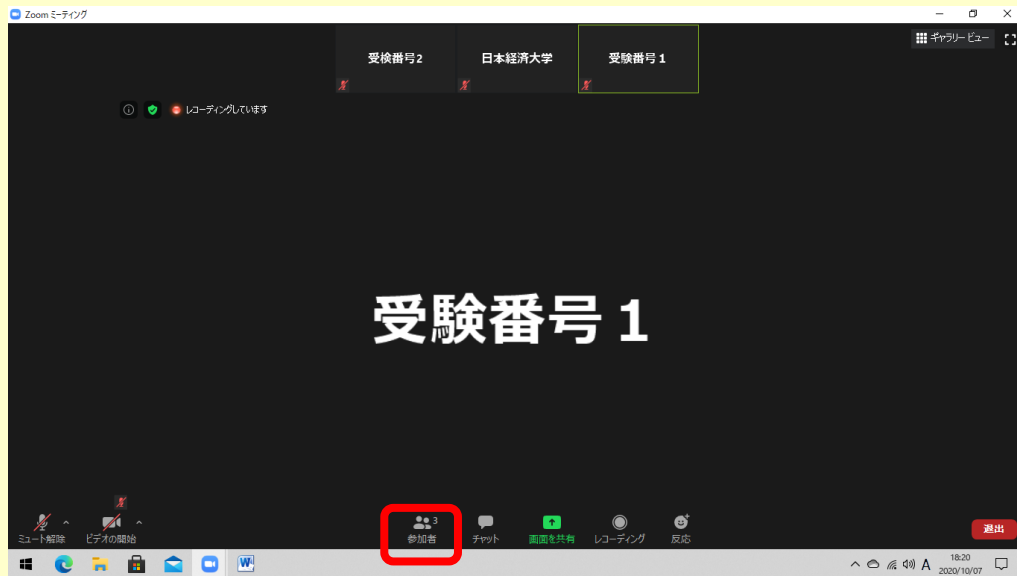 Zoom ミーティング
ギャラリー ビュー
受検番号2
日本経済大学
受験番号 1
レコーディングしています
受験番号 1
3
ミュート解除
ビデオの開始
参加者
チャット
画面を共有
レコーディング
反応
退出
W
A
18:20
2020/10/07